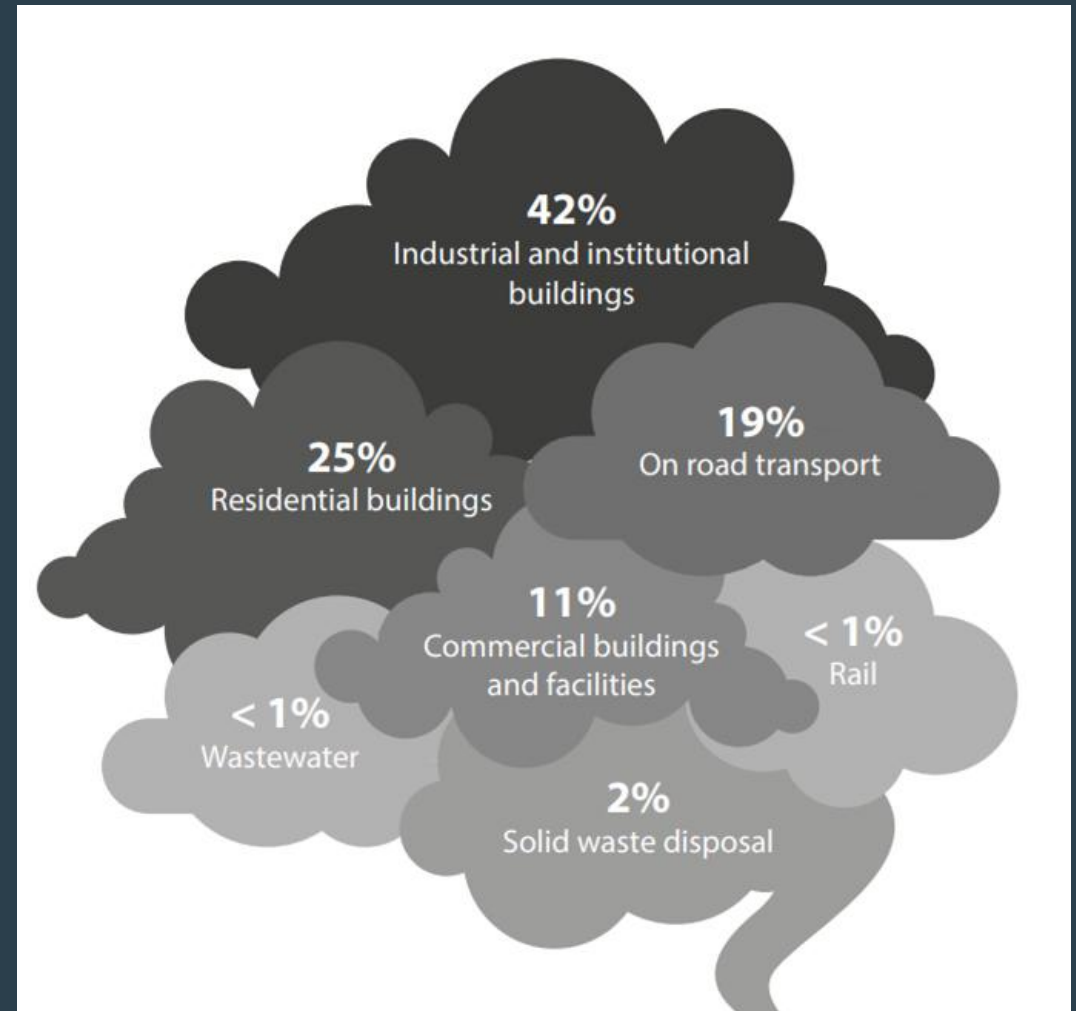 42%
Industrial and institutional
buildings
19%
On road transport
25%
Residential buildings
11%
Commercial buildings
and facilities
< 1%
Rail
< 1%
Wastewater
2%
Solid waste disposal